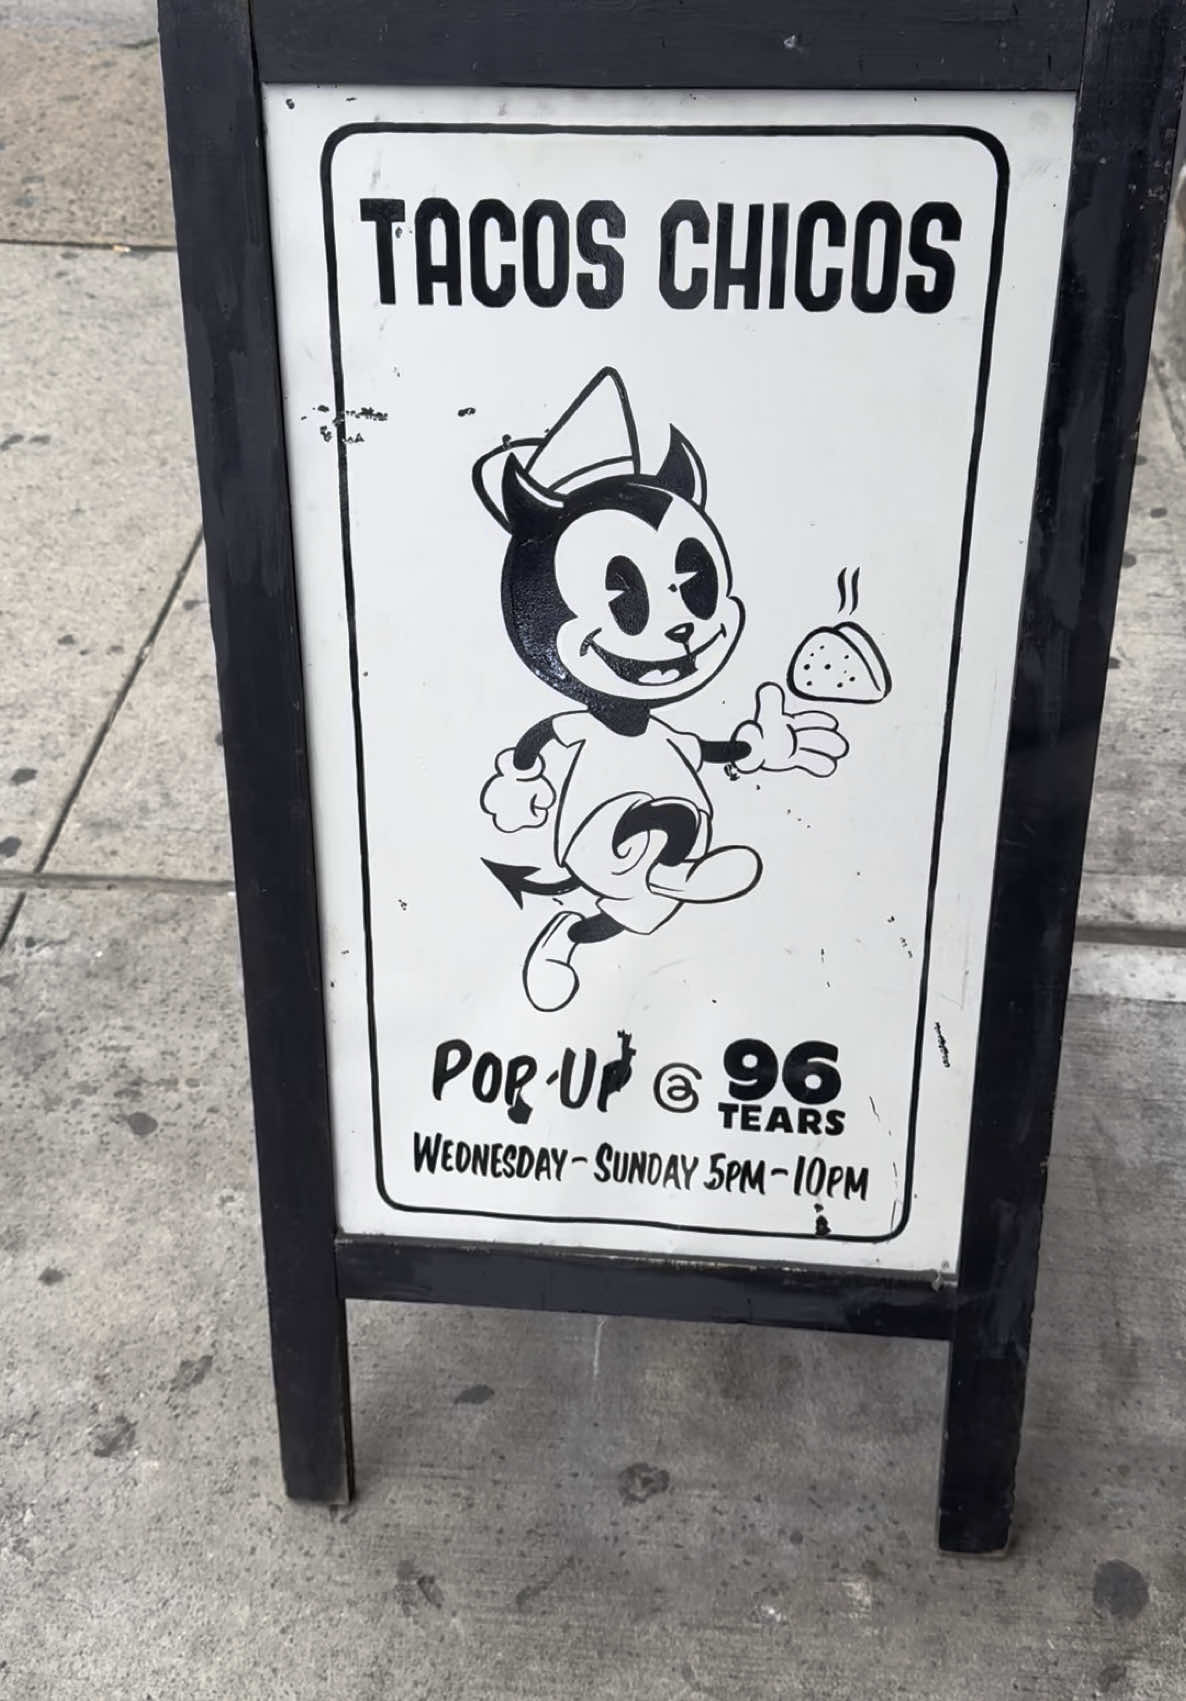 TACOS CHICOS
POP-UP @ 96
TEARS
WEDNESDAY-SUNDAY 5PM-10PM